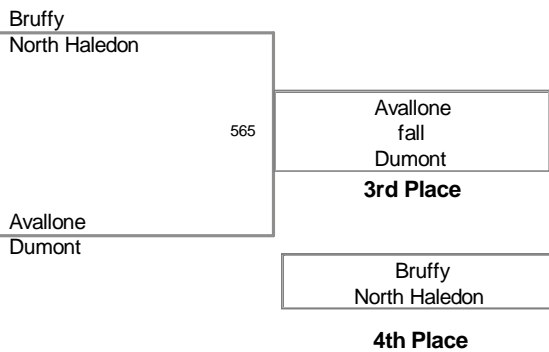 Bruffy
North Haledon
565
Avallone
fall
Dumont
3rd Place
Avallone
Dumont
Bruffy
North Haledon
4th Place